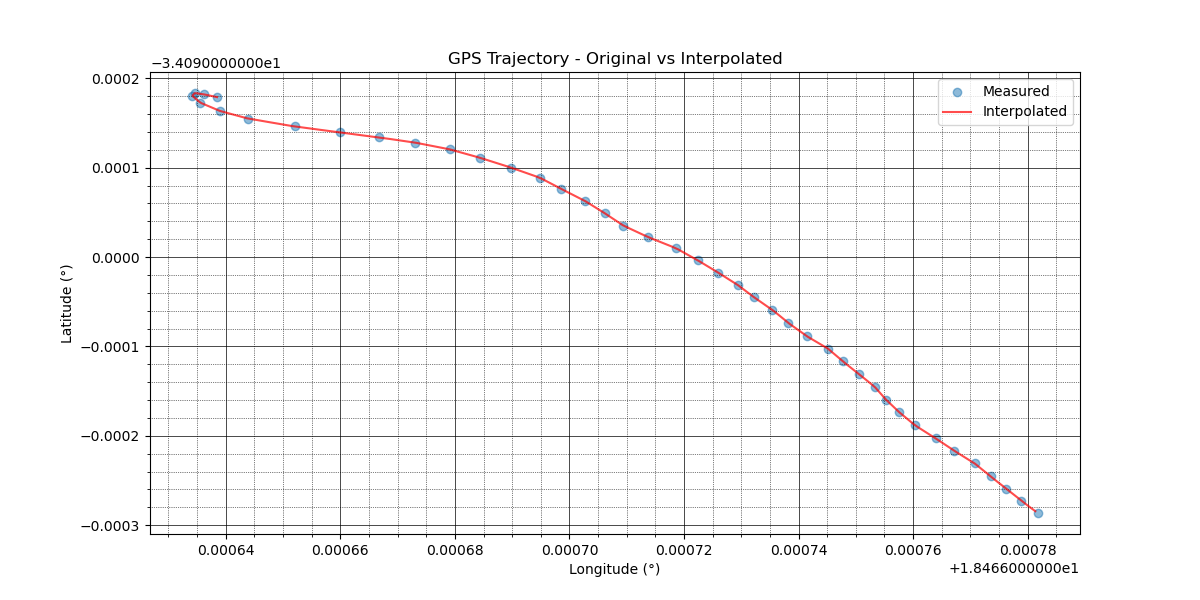 GPS Trajectory - Original vs Interpolated
−3.4090000000e1
Measured
Interpolated
0.0002
0.0001
0.0000
−0.0001
−0.0002
−0.0003
Latitude (°)
0.00064 0.00066 0.00068 0.00070 0.00072 0.00074 0.00076 0.00078
Longitude (°)
+1.8466000000e1